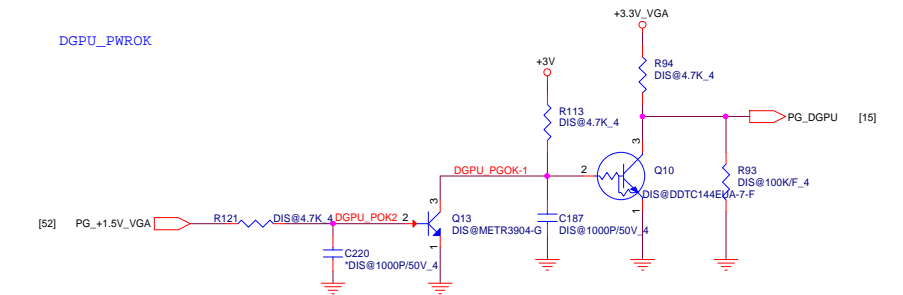 DGPU_PWROK
+3.3V_VGA
R94
DIS@4.7K_4
+3V
R113
DIS@4.7K_4
PG_DGPU [15]
3
DGPU_PGOK-1
2
Q10
DIS@DDTC144EUA-7-F
1
R93
DIS@100K/F_4
[52] PG_+1.5V_VGA
R121
DIS@4.7K_4
DGPU_POK2
2
3
Q13
DIS@METR3904-G
1
C187
DIS@1000P/50V_4
C220
*DIS@1000P/50V_4